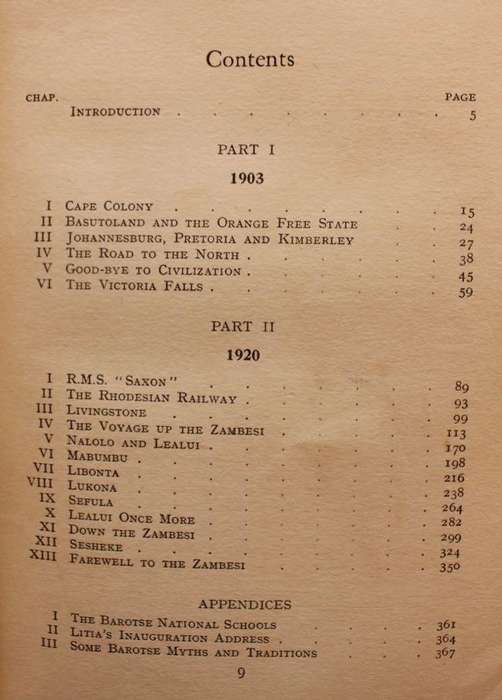 Contents
CHAP. PAGE
INTRODUCTION . . . . . . . . 5
PART I
1903
I CAPE COLONY . . . . . . . . 15
II BASUTOLAND AND THE ORANGE FREE STATE . . . 24
III JOHANNESBURG, PRETORIA AND KIMBERLEY . . . 27
IV THE ROAD TO THE NORTH . . . . . . 38
V GOOD-BYE TO CIVILIZATION . . . . . . 45
VI THE VICTORIA FALLS . . . . . . . 59
PART II
1920
I R.M.S. "SAXON" . . . . . . . 89
II THE RHODESIAN RAILWAY . . . . . . 93
III LIVINGSTONE . . . . . . . . 99
IV THE VOYAGE UP THE ZAMBESI . . . . . 113
V NALOLO AND LEALUI . . . . . . . 170
VI MABUMBU . . . . . . . . 198
VII LIBONTA . . . . . . . . 216
VIII LUKONA . . . . . . . . 238
IX SEFULA . . . . . . . . 264
X LEALUI ONCE MORE . . . . . . . 282
XI DOWN THE ZAMBESI . . . . . . . 299
XII SESHEKE . . . . . . . . 324
XIII FAREWELL TO THE ZAMBESI . . . . . 350
APPENDICES
I THE BAROTSE NATIONAL SCHOOLS . . . . 361
II LITIA'S INAUGURATION ADDRESS . . . . . 364
III SOME BAROTSE MYTHS AND TRADITIONS . . . 367
9